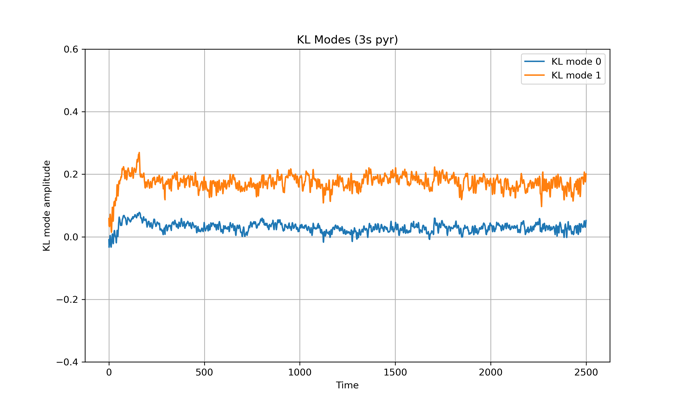 KL Modes (3s pyr)
KL mode 0
KL mode 1
KL mode amplitude
0.6
0.4
0.2
0.0
−0.2
−0.4
0 500 1000 1500 2000 2500
Time